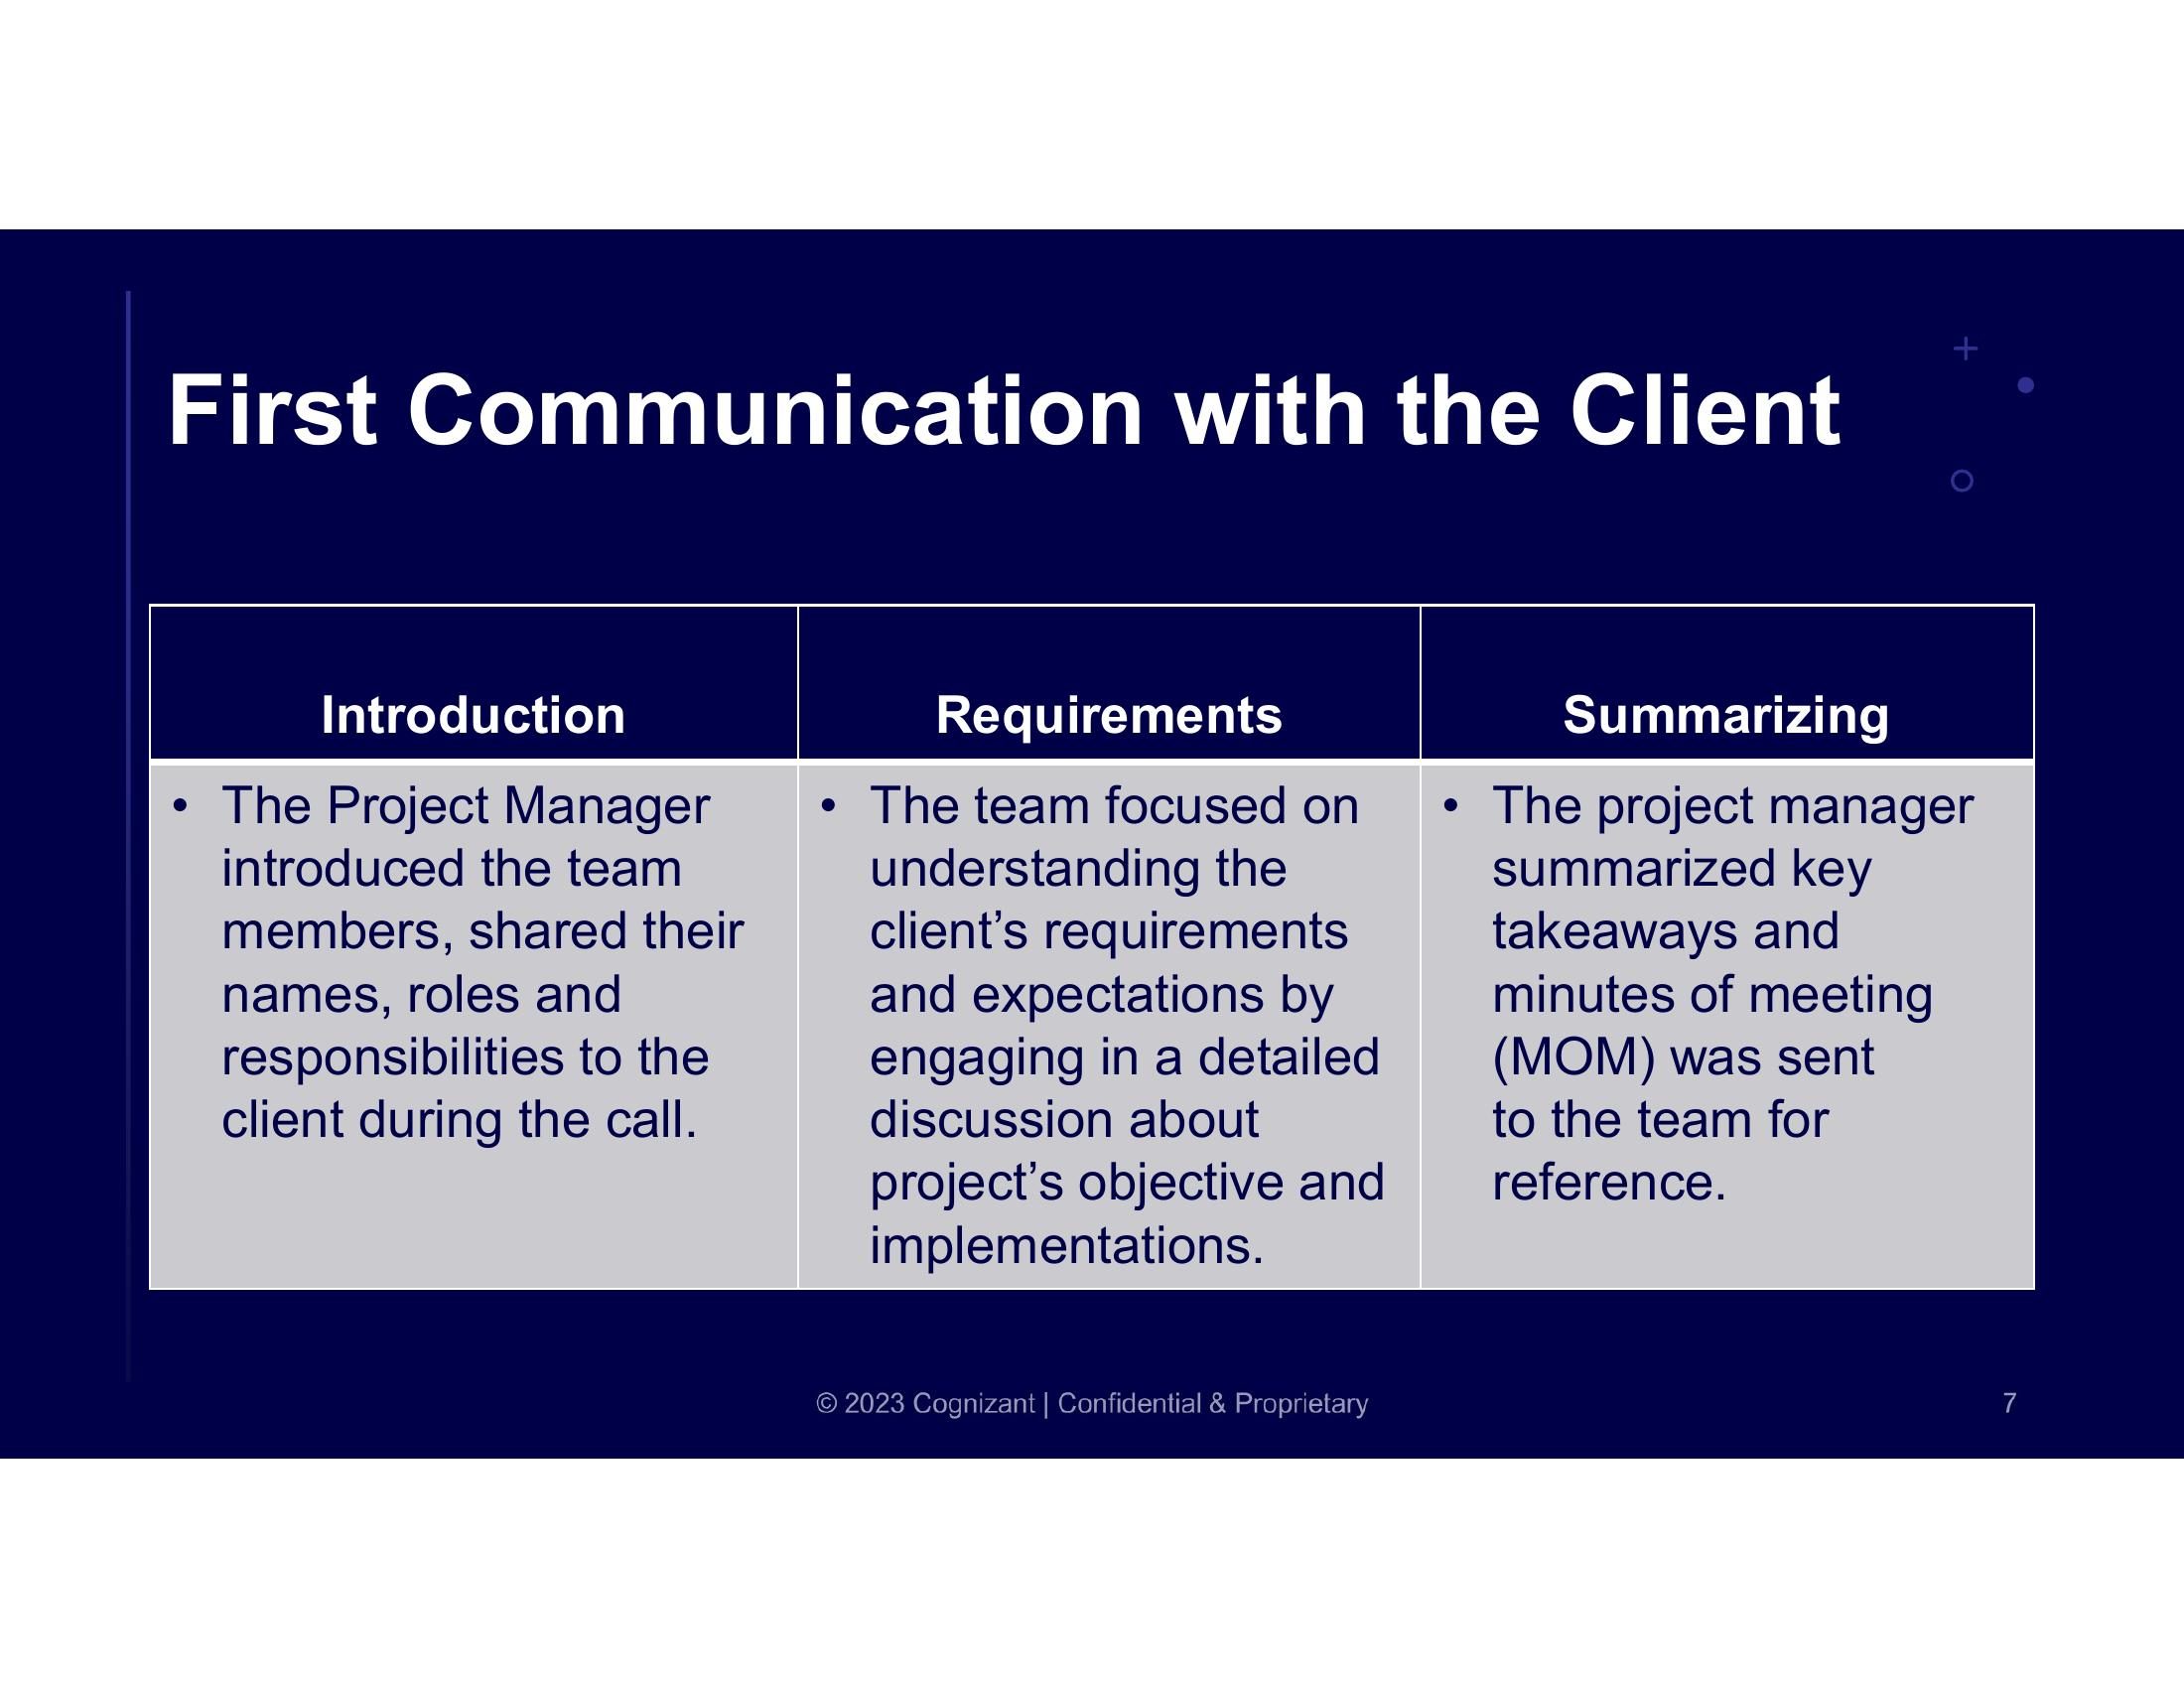 First Communication with the Client
Introduction
Requirements
Summarizing
• The Project Manager
introduced the team
members, shared their
names, roles and
responsibilities to the
client during the call.
• The team focused on
understanding the
client’s requirements
and expectations by
engaging in a detailed
discussion about
project’s objective and
implementations.
• The project manager
summarized key
takeaways and
minutes of meeting
(MOM) was sent
to the team for
reference.
© 2023 Cognizant | Confidential & Proprietary
7